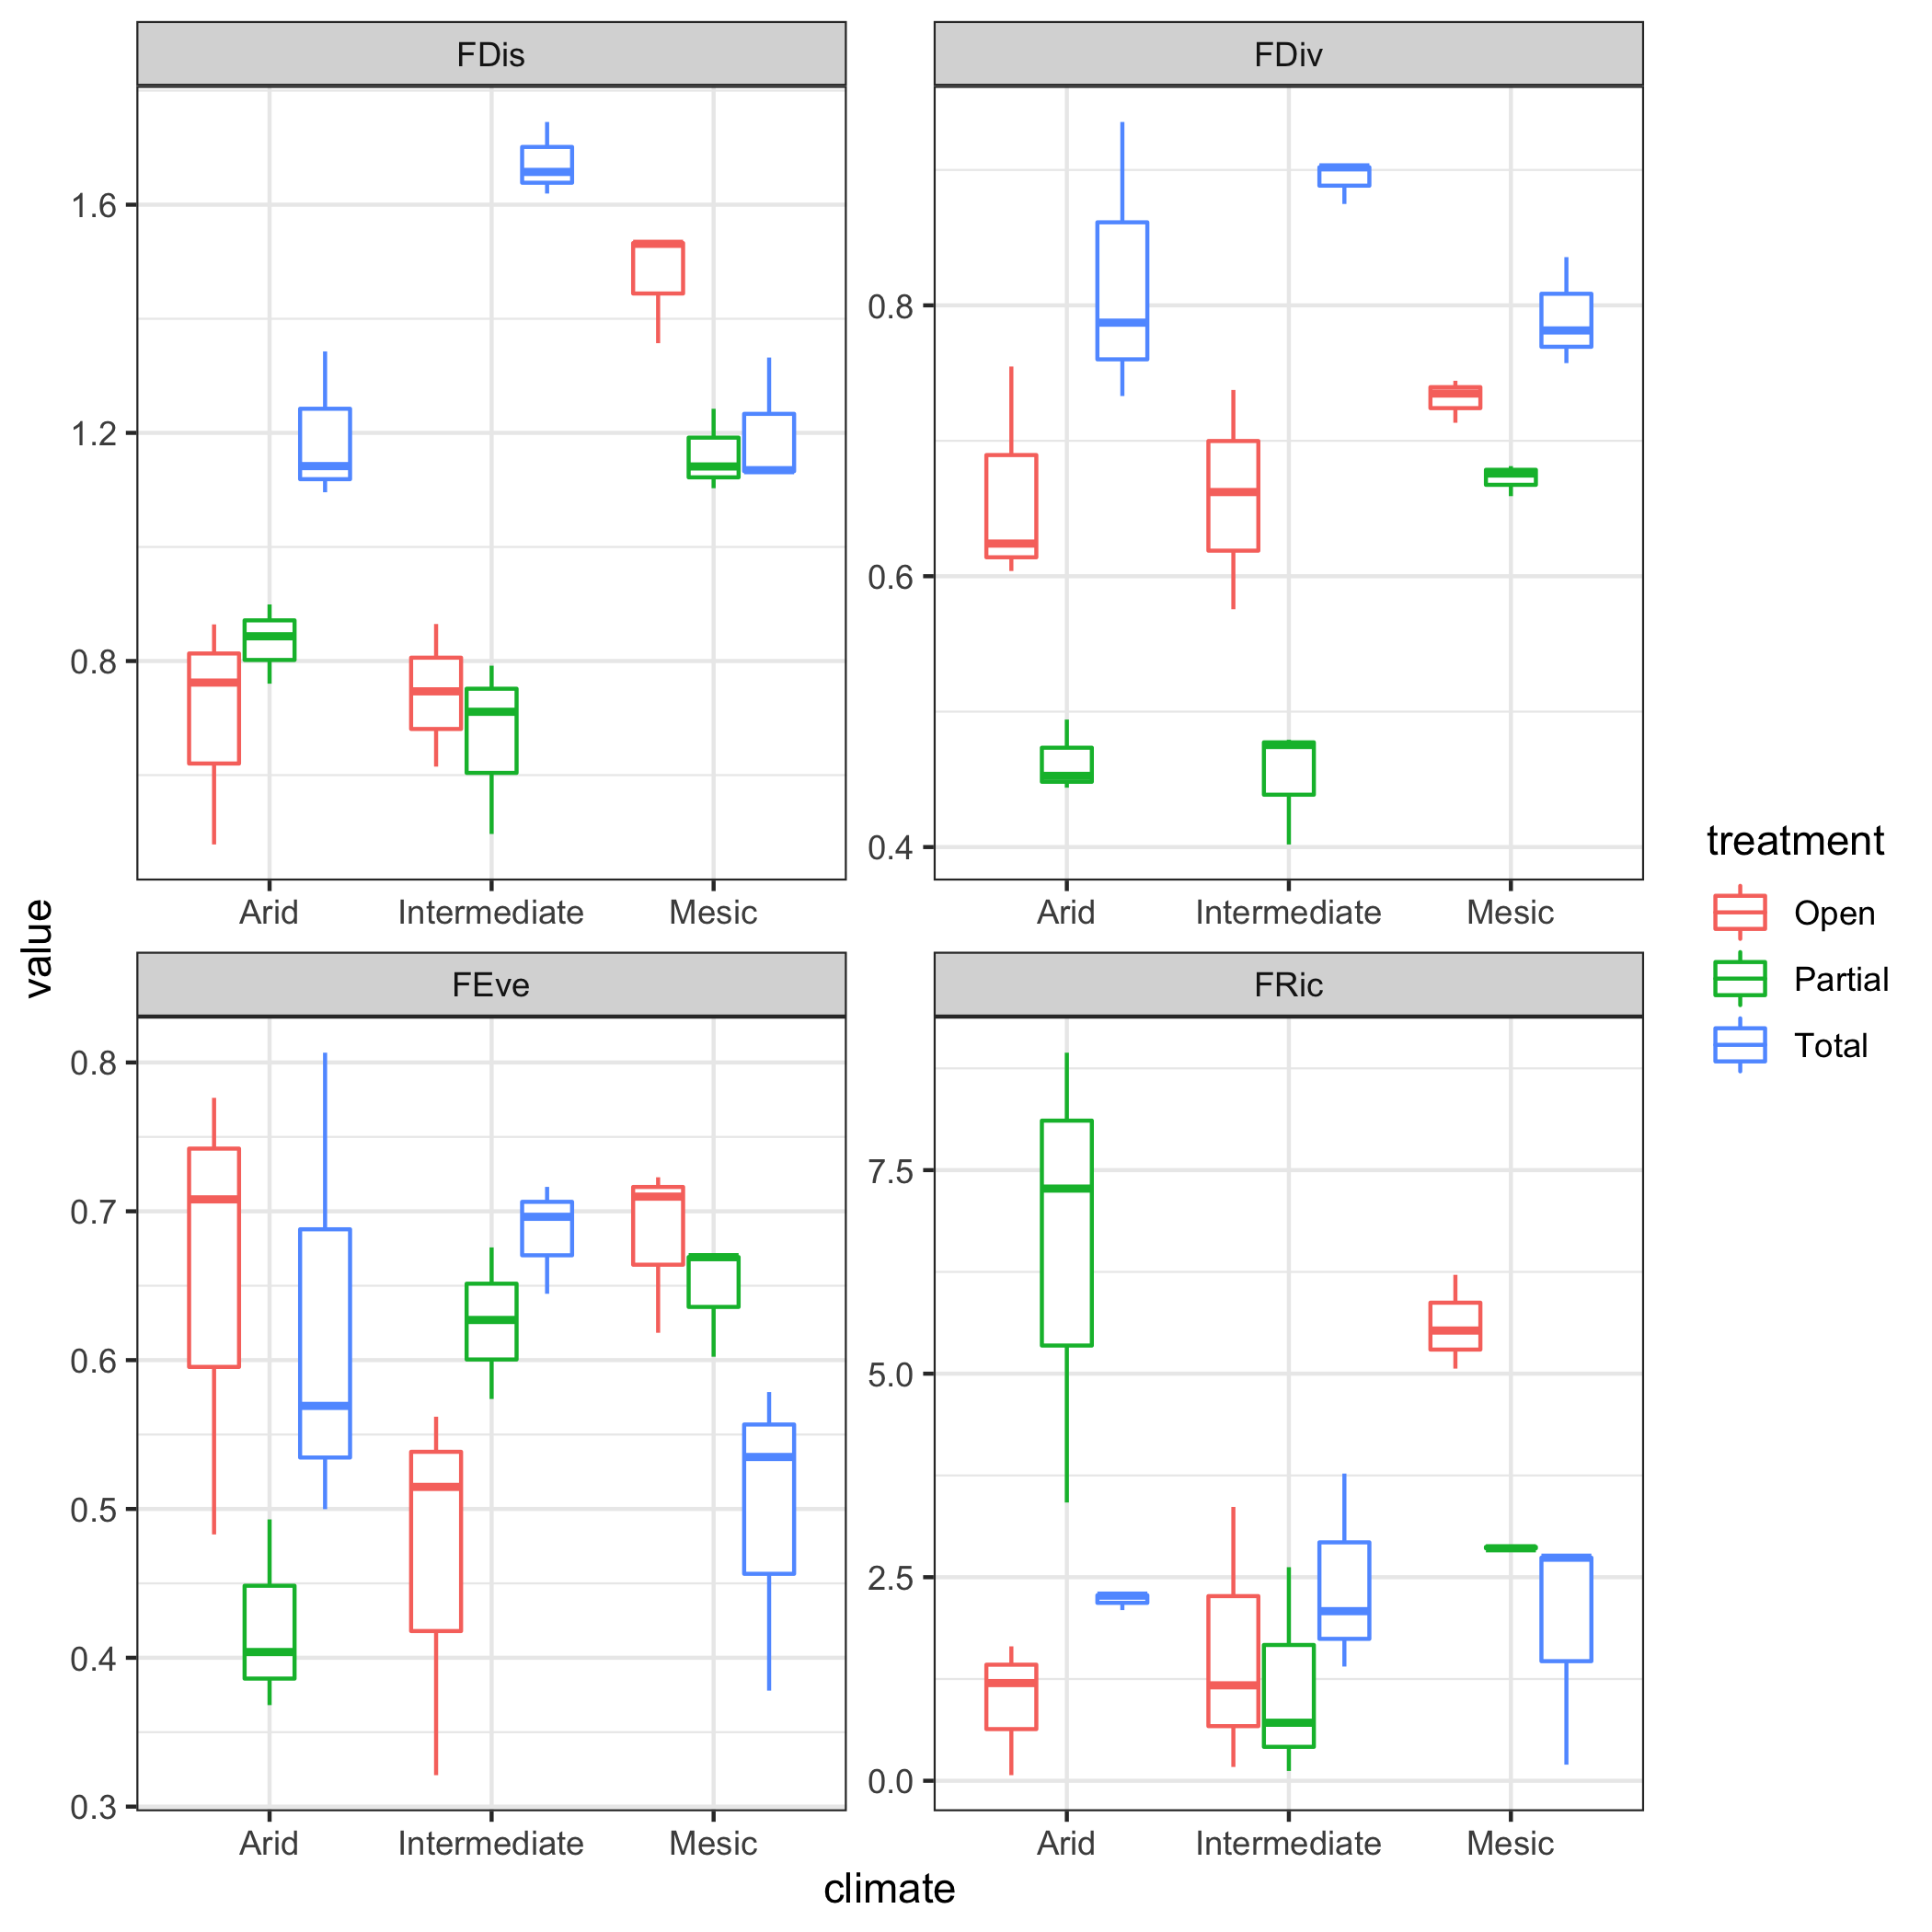 FDis
FDiv
1.6
1.2
0.8
0.8
0.6
0.4
Arid Intermediate Mesic
Arid Intermediate Mesic
value
FEve
FRic
0.8
0.7
0.6
0.5
0.4
0.3
7.5
5.0
2.5
0.0
Arid Intermediate Mesic
Arid Intermediate Mesic
climate
treatment
Open
Partial
Total